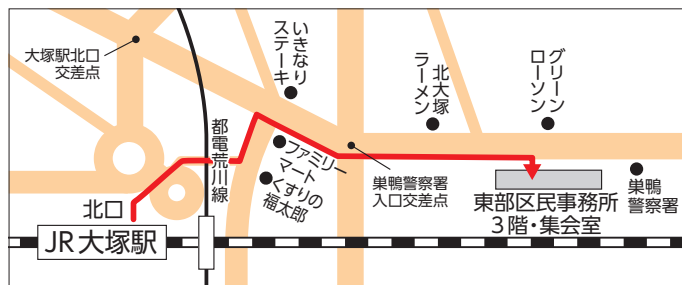 大塚駅北口
交差点
いきなり
ステーキ
北大塚
ラーメン
グリーン
ローソン
都電荒川線
ファミリー
マート
くすりの
福太郎
巣鴨警察署
入口交差点
巣鴨
警察署
東部区民事務所
3階・集会室
北口
JR大塚駅